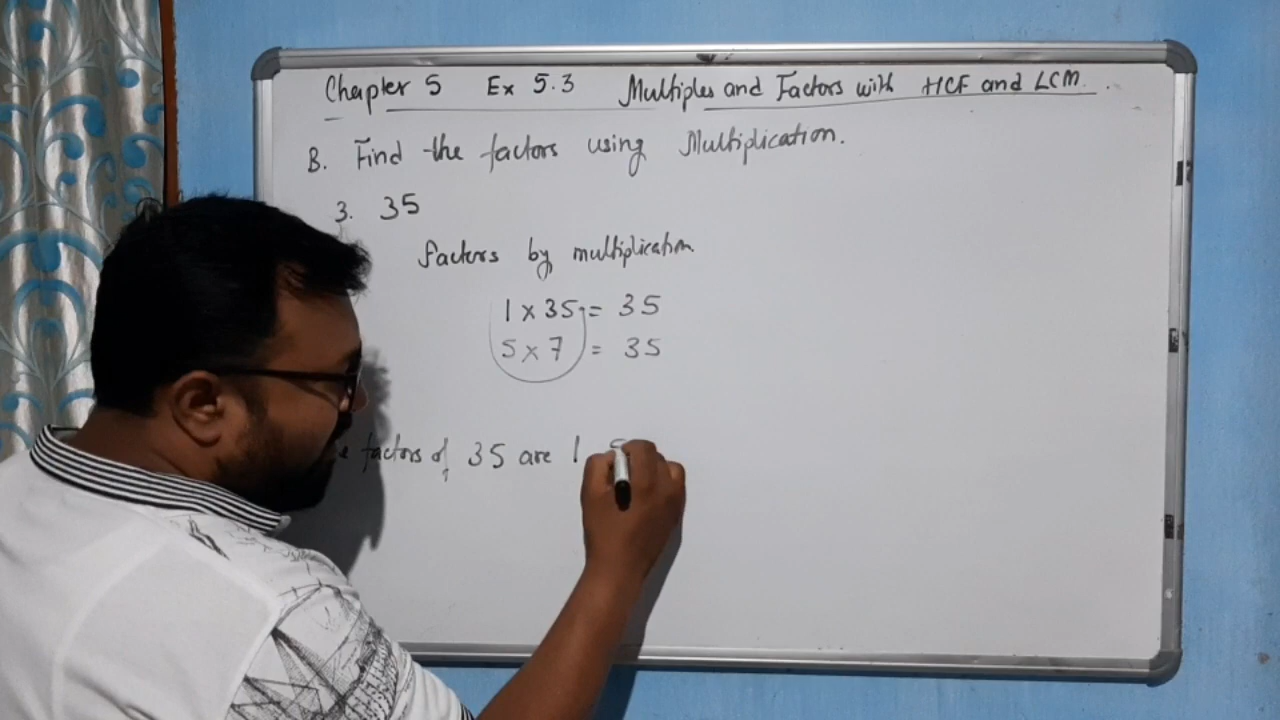 Chapter 5 Ex 5.3 Multiples and Factors with HCF and LCM.
B. Find the factors using Multiplication.
3. 35
factors by multiplication.
1 x 35 = 35
5 x 7 = 35
factors of 35 are 1